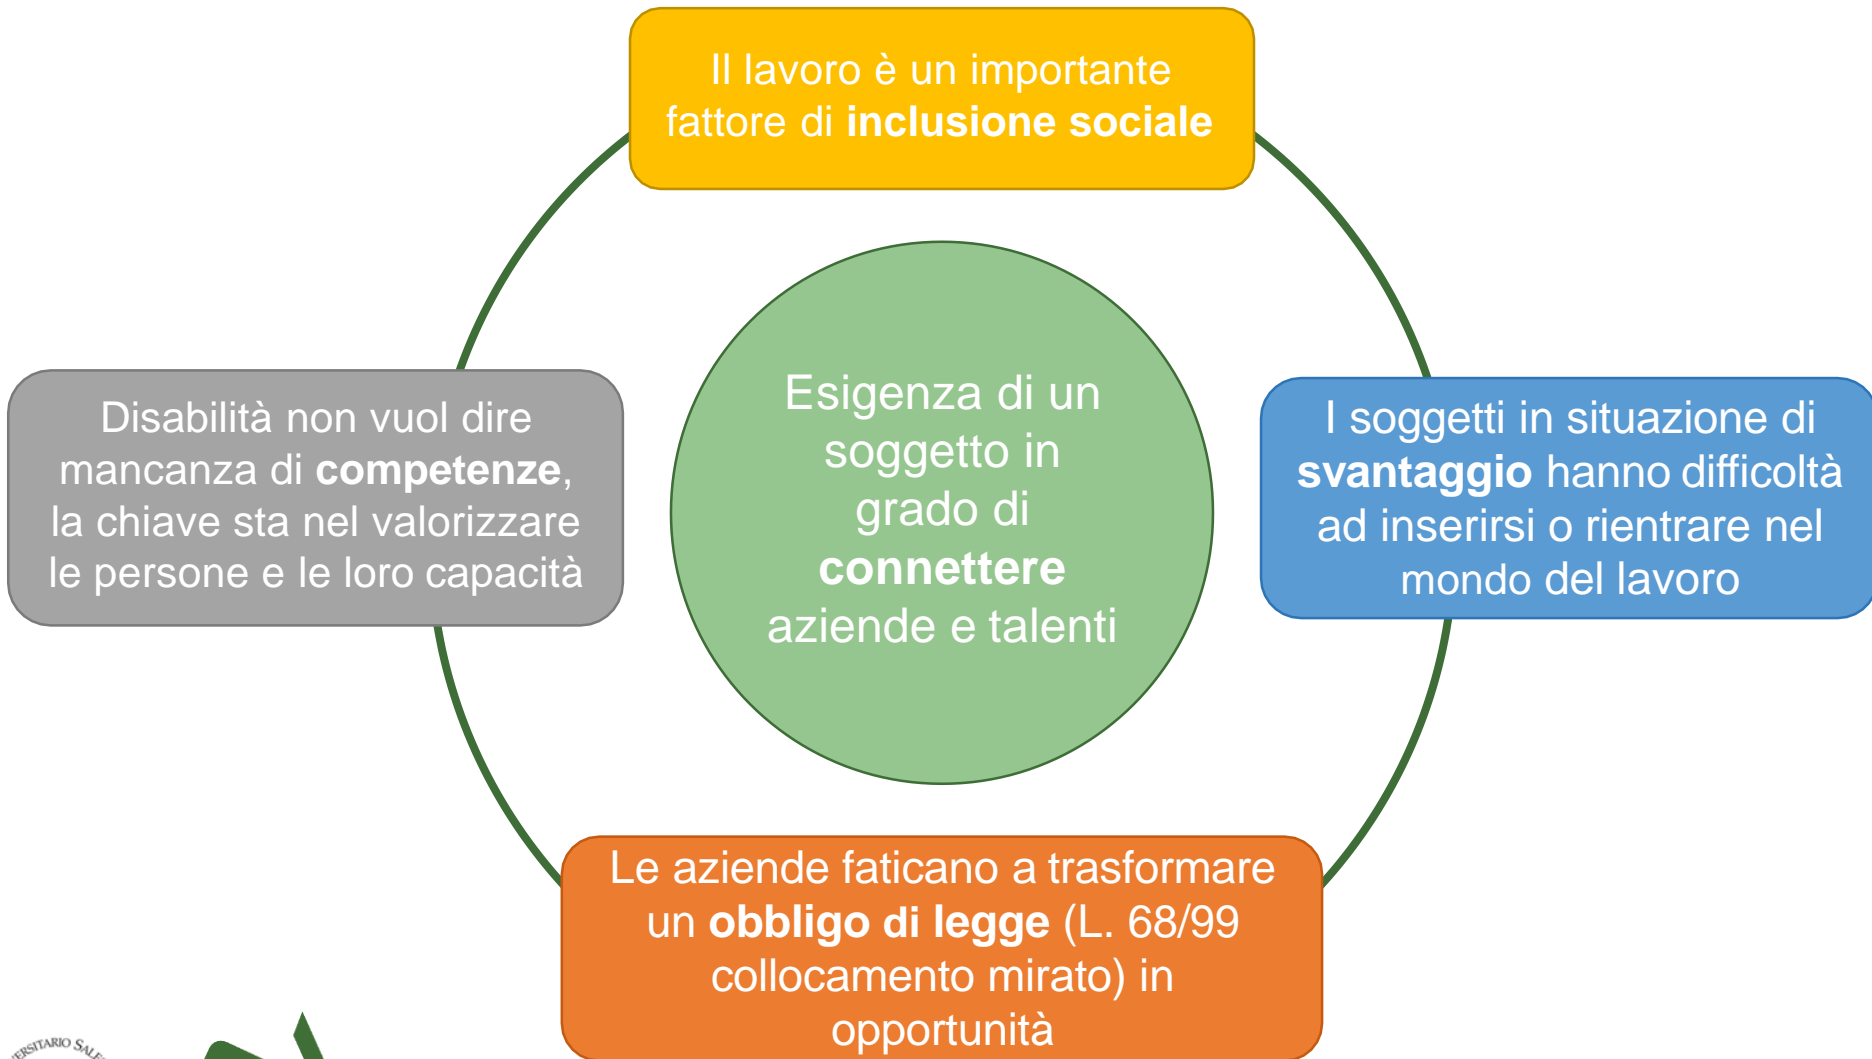 Il lavoro è un importante
fattore di inclusione sociale
Disabilità non vuol dire
mancanza di competenze,
la chiave sta nel valorizzare
le persone e le loro capacità
Esigenza di un
soggetto in
grado di
connettere
aziende e talenti
I soggetti in situazione di
svantaggio hanno difficoltà
ad inserirsi o rientrare nel
mondo del lavoro
Le aziende faticano a trasformare
un obbligo di legge (L. 68/99
collocamento mirato) in
opportunità